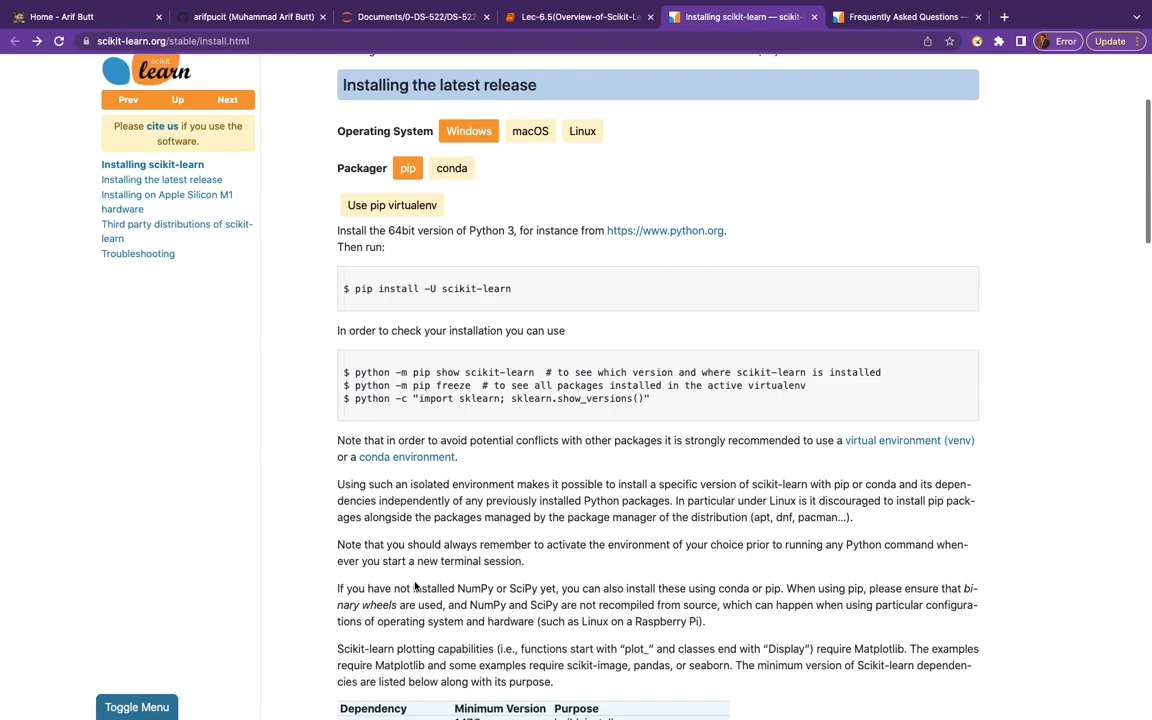 Home - Arif Butt
arifpucit (Muhammad Arif Butt)
Documents/0-DS-522/DS-522
Lec-6.5(Overview-of-Scikit-Le
Installing scikit-learn — scikit-
Frequently Asked Questions —
scikit-learn.org/stable/install.html
Error
Update
scikit
learn
Prev Up Next
Please cite us if you use the
software.
Installing scikit-learn
Installing the latest release
Installing on Apple Silicon M1
hardware
Third party distributions of scikit-
learn
Troubleshooting
Toggle Menu
Installing the latest release
Operating System Windows macOS Linux
Packager pip conda
Use pip virtualenv
Install the 64bit version of Python 3, for instance from https://www.python.org.
Then run:
$ pip install -U scikit-learn
In order to check your installation you can use
$ python -m pip show scikit-learn # to see which version and where scikit-learn is installed
$ python -m pip freeze # to see all packages installed in the active virtualenv
$ python -c "import sklearn; sklearn.show_versions()"
Note that in order to avoid potential conflicts with other packages it is strongly recommended to use a virtual environment (venv)
or a conda environment.
Using such an isolated environment makes it possible to install a specific version of scikit-learn with pip or conda and its depen-
dencies independently of any previously installed Python packages. In particular under Linux is it discouraged to install pip pack-
ages alongside the packages managed by the package manager of the distribution (apt, dnf, pacman…).
Note that you should always remember to activate the environment of your choice prior to running any Python command when-
ever you start a new terminal session.
If you have not installed NumPy or SciPy yet, you can also install these using conda or pip. When using pip, please ensure that bi-
nary wheels are used, and NumPy and SciPy are not recompiled from source, which can happen when using particular configura-
tions of operating system and hardware (such as Linux on a Raspberry Pi).
Scikit-learn plotting capabilities (i.e., functions start with “plot_” and classes end with “Display”) require Matplotlib. The examples
require Matplotlib and some examples require scikit-image, pandas, or seaborn. The minimum version of Scikit-learn dependen-
cies are listed below along with its purpose.
Dependency Minimum Version Purpose